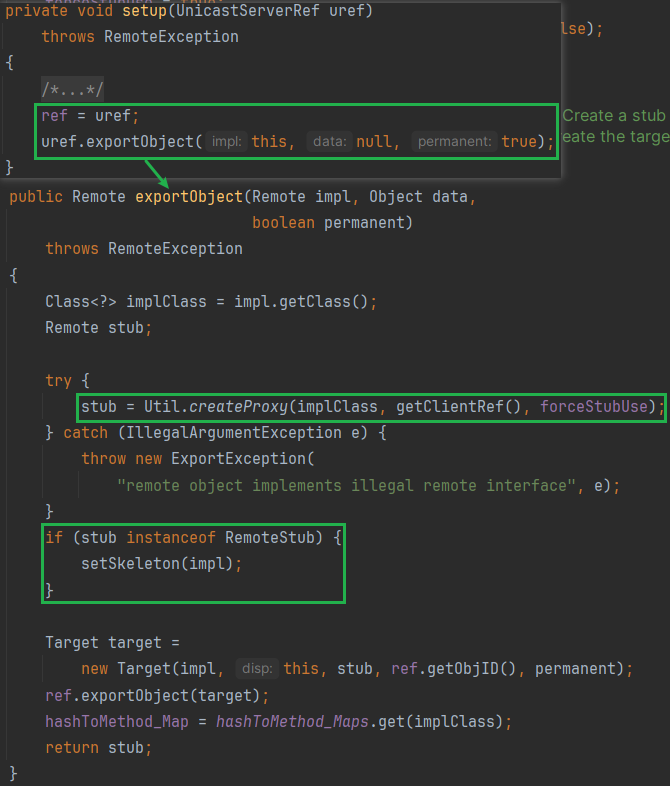 private void setup(UnicastServerRef uref)
    throws RemoteException
lse);
{
    /*...*/
    ref = uref;
Create a stub
    uref.exportObject( impl: this,  data: null,  permanent: true);
eate the targe
}
public Remote exportObject(Remote impl, Object data,
                           boolean permanent)
    throws RemoteException
{
    Class<?> implClass = impl.getClass();
    Remote stub;
    try {
        stub = Util.createProxy(implClass, getClientRef(), forceStubUse);
    } catch (IllegalArgumentException e) {
        throw new ExportException(
            "remote object implements illegal remote interface", e);
    }
    if (stub instanceof RemoteStub) {
        setSkeleton(impl);
    }
    Target target =
        new Target(impl,  disp: this, stub, ref.getObjID(), permanent);
    ref.exportObject(target);
    hashToMethod_Map = hashToMethod_Maps.get(implClass);
    return stub;
}